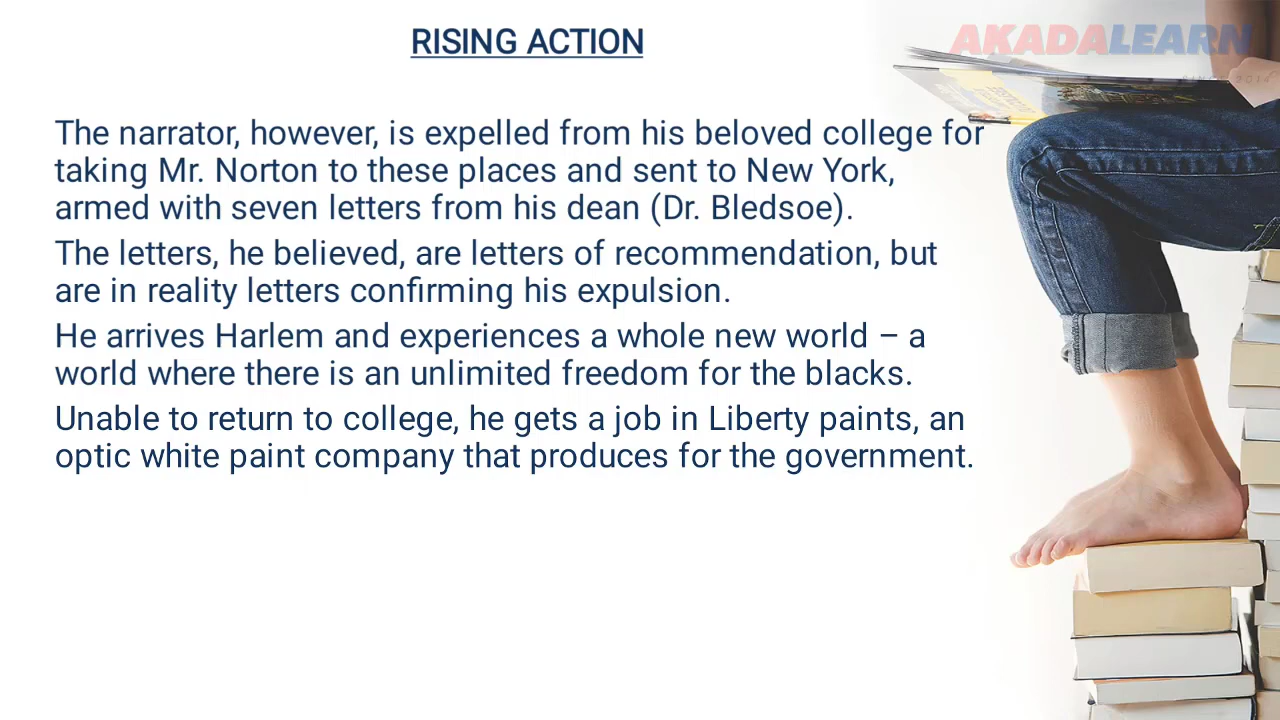 RISING ACTION
AKADALEARN
SINCE 2014
The narrator, however, is expelled from his beloved college for
taking Mr. Norton to these places and sent to New York,
armed with seven letters from his dean (Dr. Bledsoe).
The letters, he believed, are letters of recommendation, but
are in reality letters confirming his expulsion.
He arrives Harlem and experiences a whole new world – a
world where there is an unlimited freedom for the blacks.
Unable to return to college, he gets a job in Liberty paints, an
optic white paint company that produces for the government.